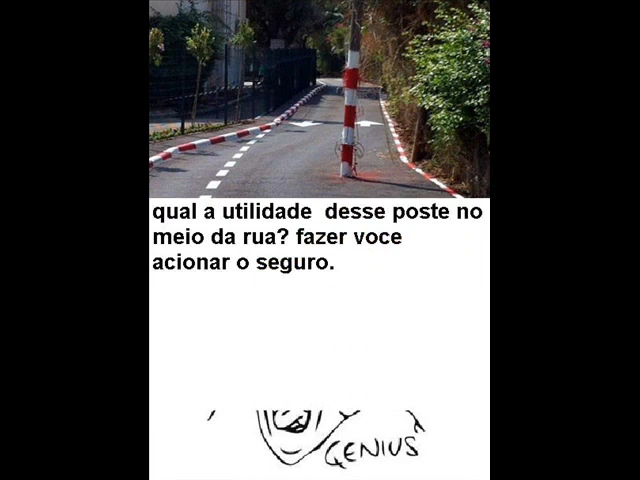 qual a utilidade desse poste no
meio da rua? fazer voce
acionar o seguro.
GENIUS